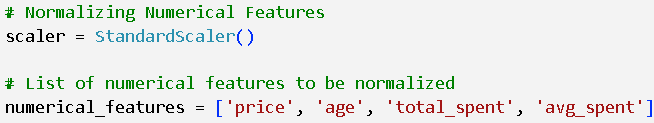 # Normalizing Numerical Features
scaler = StandardScaler()
# List of numerical features to be normalized
numerical_features = ['price', 'age', 'total_spent', 'avg_spent']